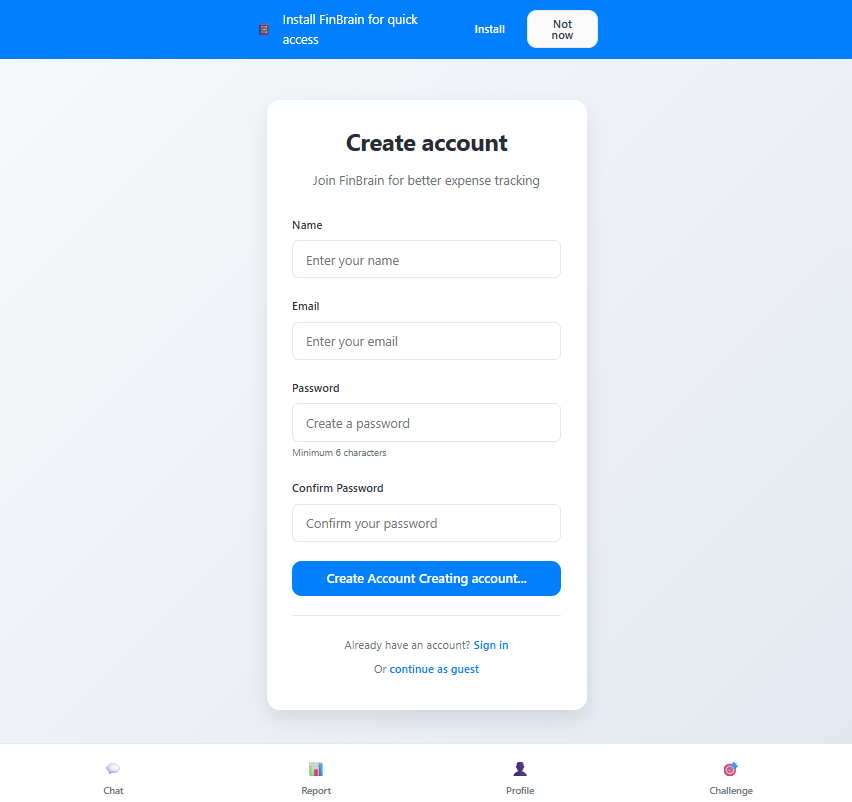 Install FinBrain for quick
access
Install
Not
now
Create account
Join FinBrain for better expense tracking
Name
Enter your name
Email
Enter your email
Password
Create a password
Minimum 6 characters
Confirm Password
Confirm your password
Create Account Creating account...
Already have an account? Sign in
Or continue as guest
Chat
Report
Profile
Challenge